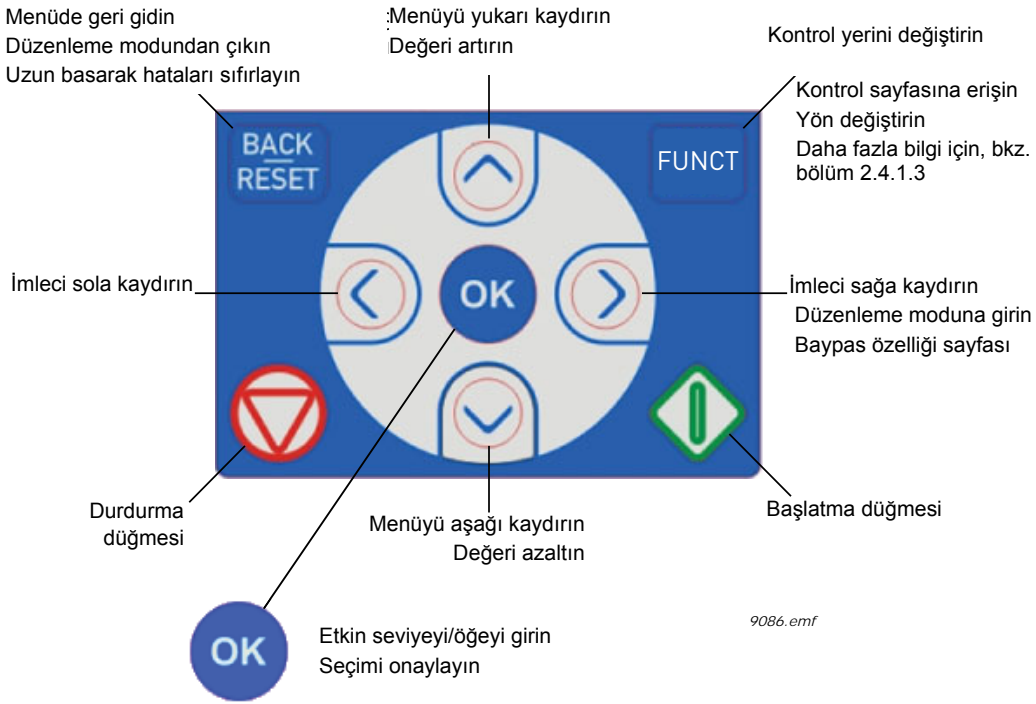 Menüde geri gidin
Düzenleme modundan çıkın
Uzun basarak hataları sıfırlayın
Menüyü yukarı kaydırın
Değeri artırın
Kontrol yerini değiştirin
Kontrol sayfasına erişin
Yön değiştirin
Daha fazla bilgi için, bkz.
bölüm 2.4.1.3
BACK
RESET
FUNCT
İmleci sola kaydırın
OK
İmleci sağa kaydırın
Düzenleme moduna girin
Baypas özelliği sayfası
Durdurma
düğmesi
Menüyü aşağı kaydırın
Değeri azaltın
Başlatma düğmesi
OK
Etkin seviyeyi/öğeyi girin
Seçimi onaylayın
9086.emf